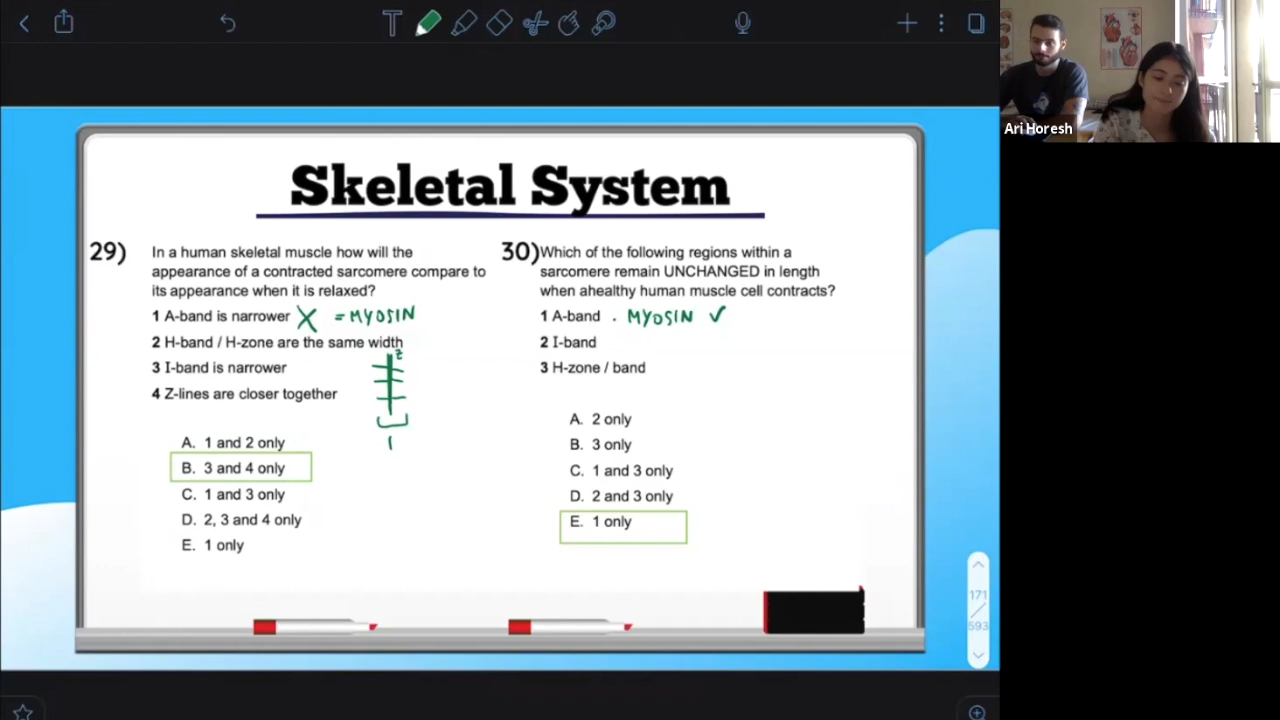 Ari Horesh
Skeletal System
29)
In a human skeletal muscle how will the
appearance of a contracted sarcomere compare to
its appearance when it is relaxed?
1 A-band is narrower X = MYOSIN
2 H-band / H-zone are the same width
Z
3 I-band is narrower
4 Z-lines are closer together
1
A. 1 and 2 only
B. 3 and 4 only
C. 1 and 3 only
D. 2, 3 and 4 only
E. 1 only
30)
Which of the following regions within a
sarcomere remain UNCHANGED in length
when ahealthy human muscle cell contracts?
1 A-band . MYOSIN ✓
2 I-band
3 H-zone / band
A. 2 only
B. 3 only
C. 1 and 3 only
D. 2 and 3 only
E. 1 only
171
/
593